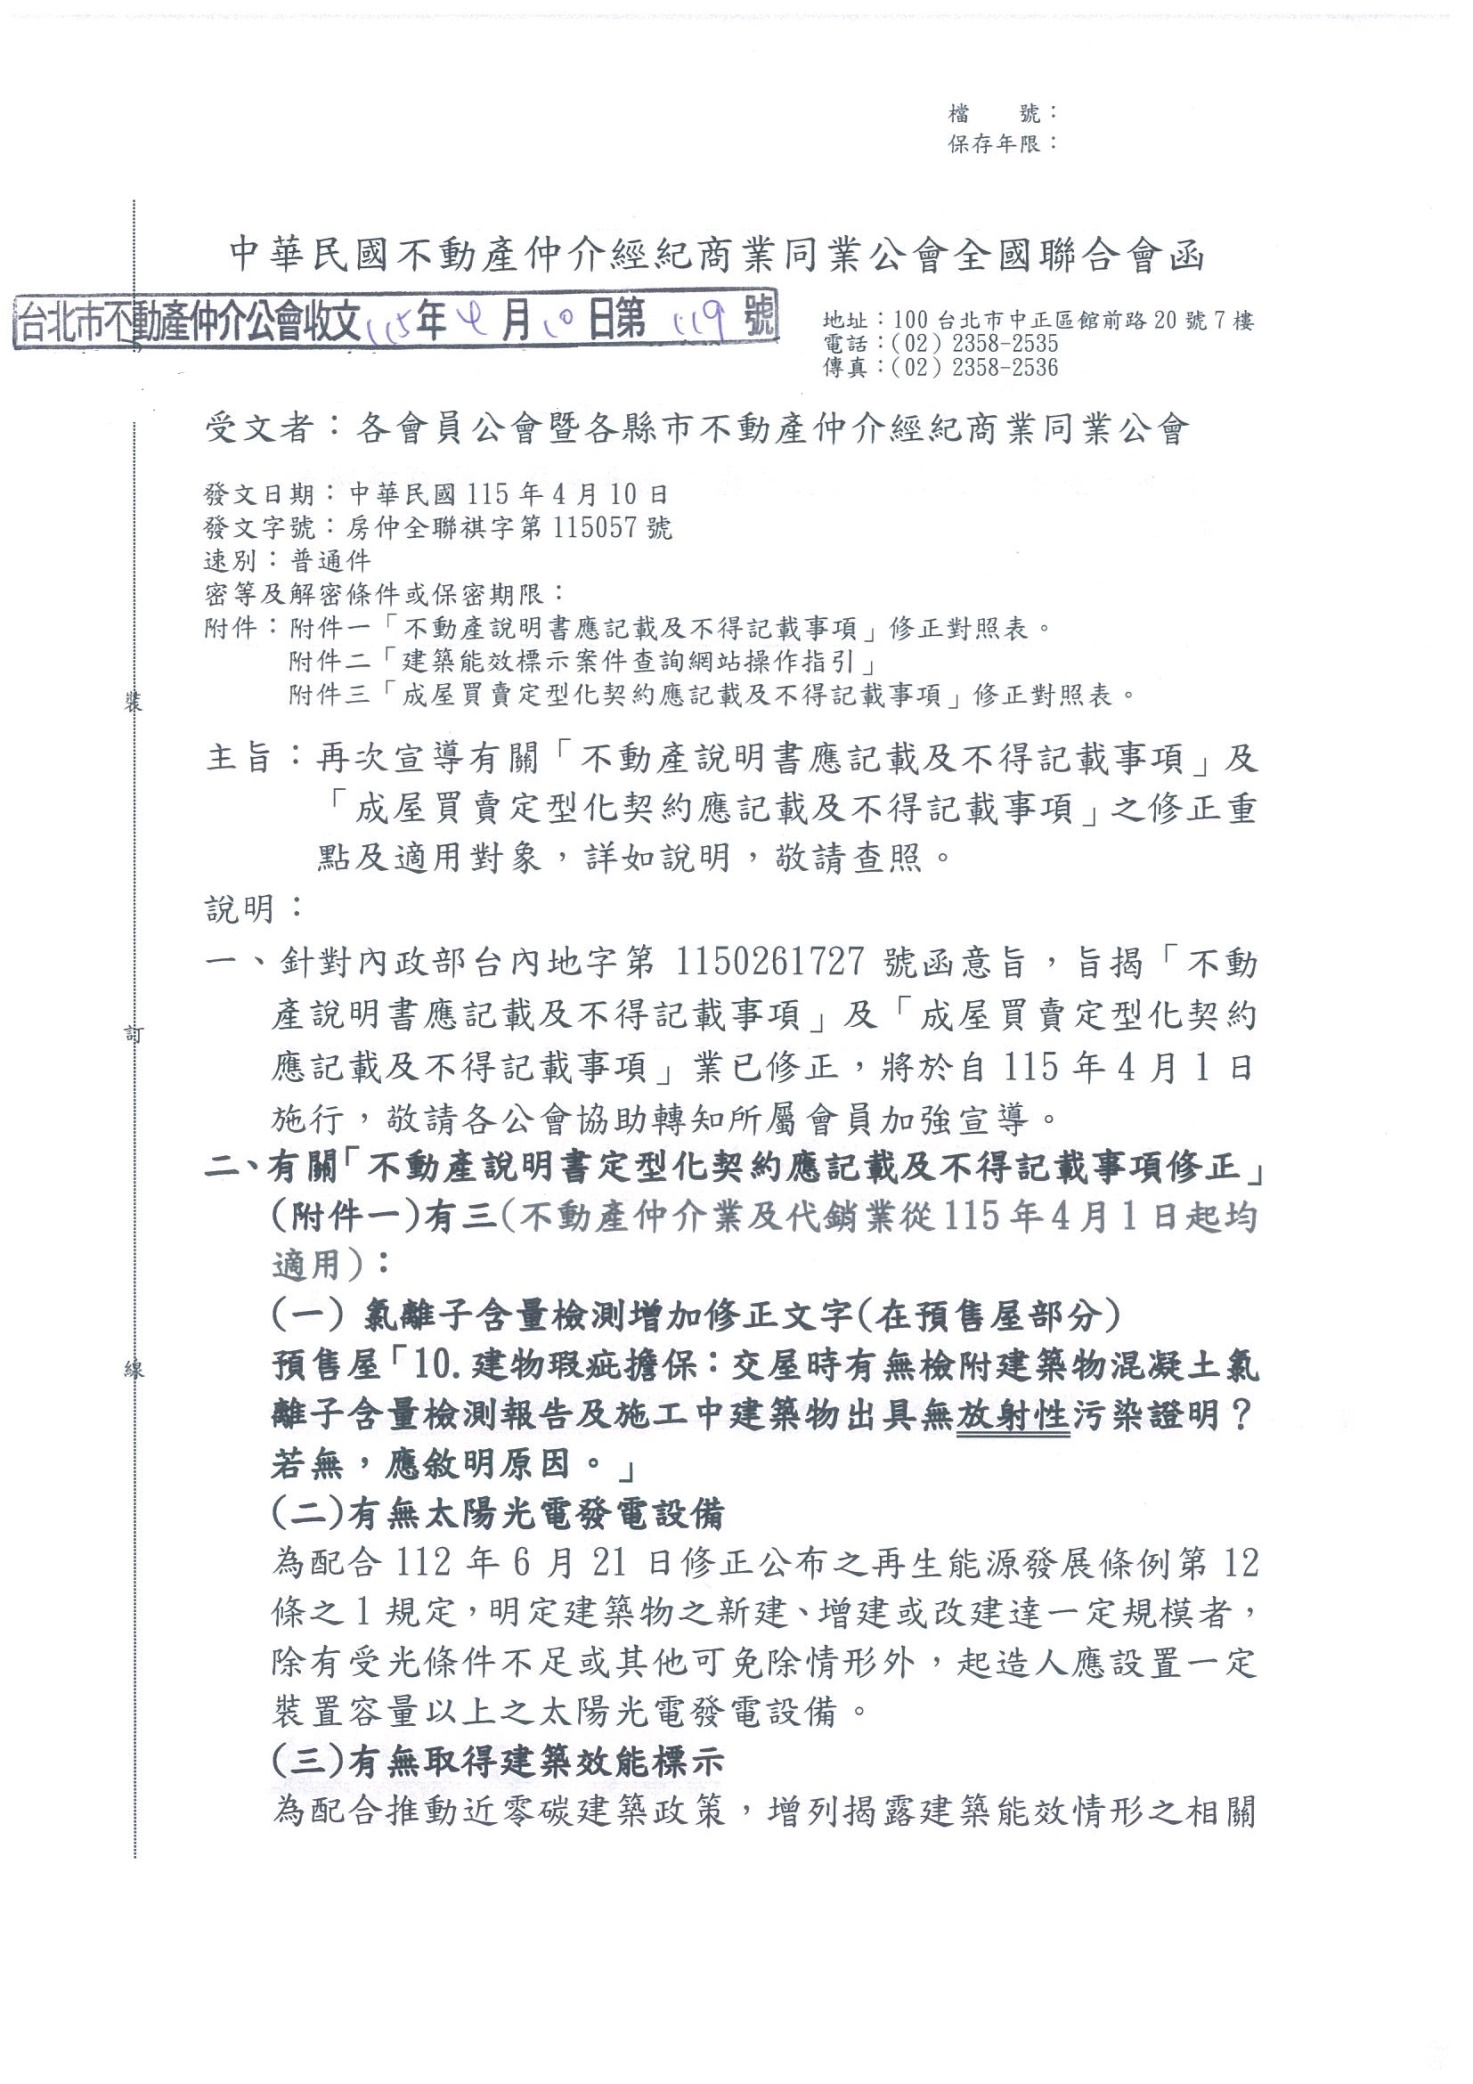 檔　　號：
保存年限：
中華民國不動產仲介經紀商業同業公會全國聯合會函
台北市不動產仲介公會收文115年4月10日第119號
地址：100台北市中正區館前路20號7樓
電話：(02) 2358-2535
傳真：(02) 2358-2536
受文者：各會員公會暨各縣市不動產仲介經紀商業同業公會
發文日期：中華民國115年4月10日
發文字號：房仲全聯祺字第115057號
速別：普通件
密等及解密條件或保密期限：
附件：附件一「不動產說明書應記載及不得記載事項」修正對照表。
附件二「建築能效標示案件查詢網站操作指引」
附件三「成屋買賣定型化契約應記載及不得記載事項」修正對照表。
裝
主旨：再次宣導有關「不動產說明書應記載及不得記載事項」及
「成屋買賣定型化契約應記載及不得記載事項」之修正重
點及適用對象，詳如說明，敬請查照。
說明：
一、針對內政部台內地字第 1150261727 號函意旨，旨揭「不動
產說明書應記載及不得記載事項」及「成屋買賣定型化契約
訂
應記載及不得記載事項」業已修正，將於自115年4月1日
施行，敬請各公會協助轉知所屬會員加強宣導。
二、有關「不動產說明書定型化契約應記載及不得記載事項修正」
(附件一)有三(不動產仲介業及代銷業從115年4月1日起均
適用)：
(一) 氯離子含量檢測增加修正文字(在預售屋部分)
線
預售屋「10.建物瑕疵擔保：交屋時有無檢附建築物混凝土氯
離子含量檢測報告及施工中建築物出具無放射性污染證明？
若無，應敘明原因。」
(二)有無太陽光電發電設備
為配合112年6月21日修正公布之再生能源發展條例第12
條之1規定，明定建築物之新建、增建或改建達一定規模者，
除有受光條件不足或其他可免除情形外，起造人應設置一定
裝置容量以上之太陽光電發電設備。
(三)有無取得建築效能標示
為配合推動近零碳建築政策，增列揭露建築能效情形之相關